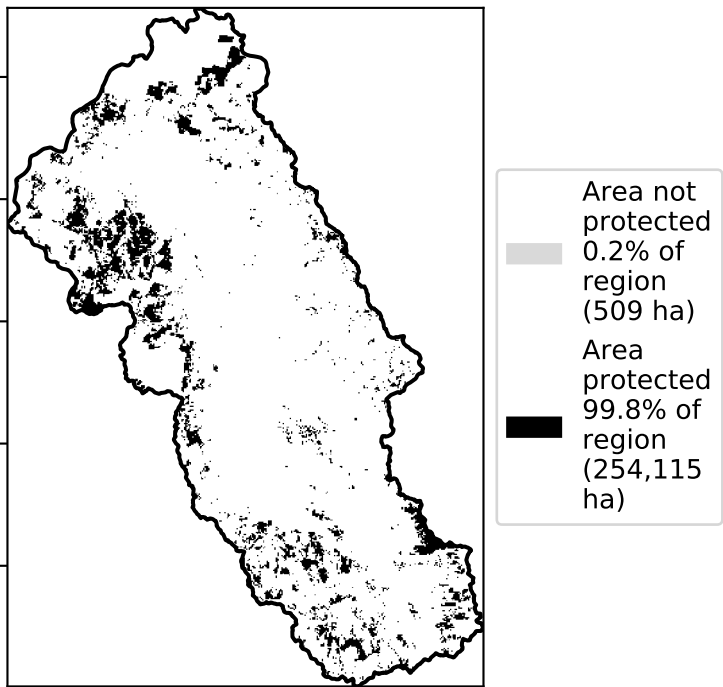 Area not
protected
0.2% of
region
(509 ha)
Area
protected
99.8% of
region
(254,115
ha)